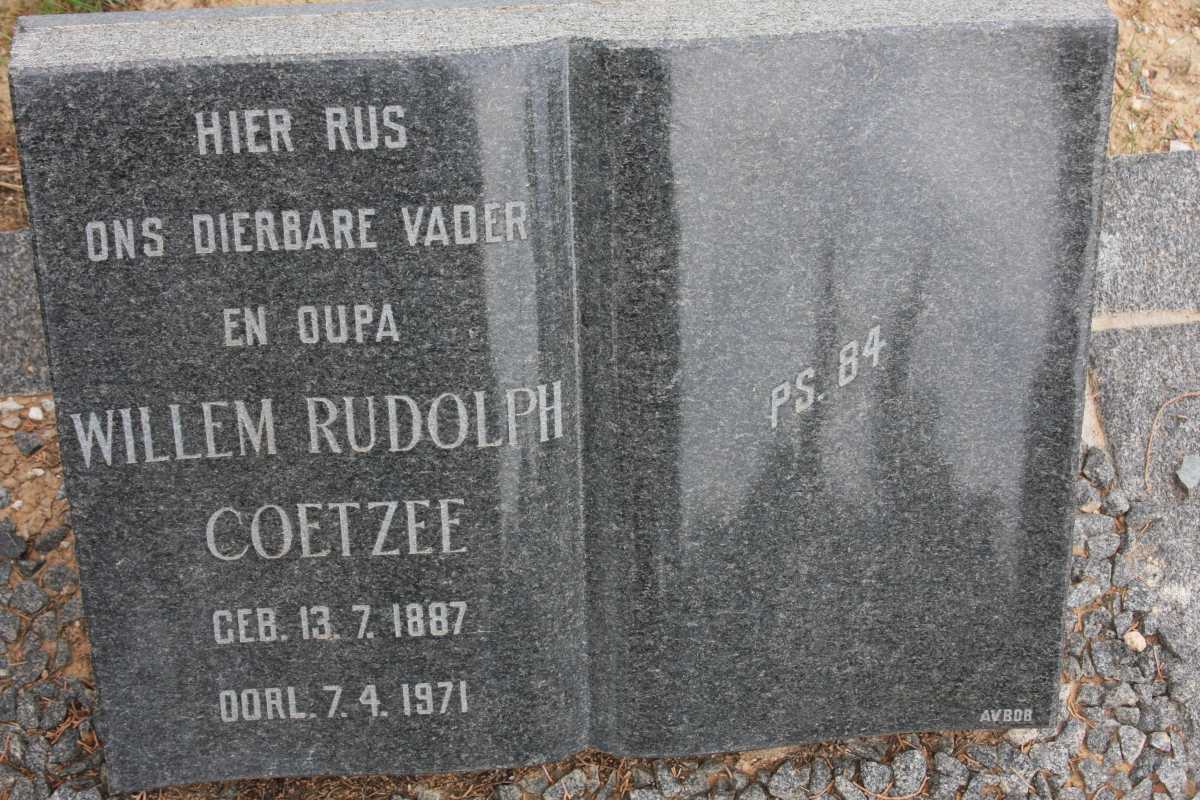 HIER RUS
ONS DIERBARE VADER
EN OUPA
WILLEM RUDOLPH
COETZEE
GEB. 13. 7. 1887
OORL. 7. 4. 1971
PS. 84
AVBOB